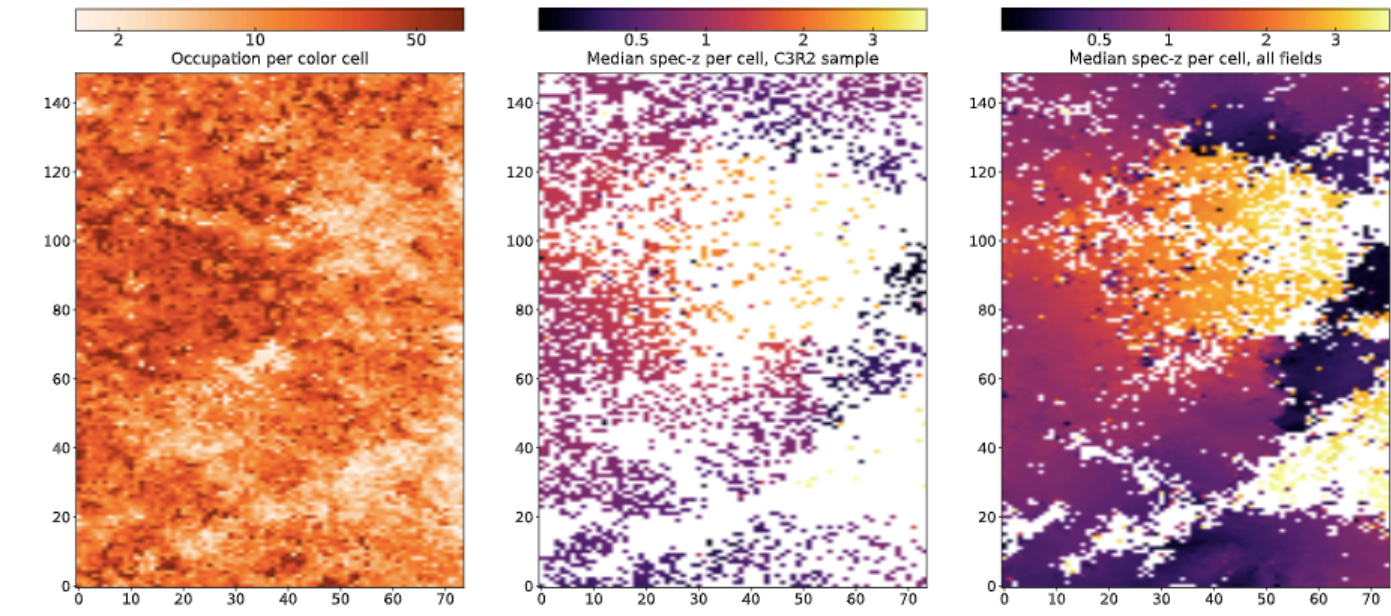 2 10 50
Occupation per color cell
0 20 40 60 80 100 120 140
0 10 20 30 40 50 60 70
0.5 1 2 3
Median spec-z per cell, C3R2 sample
0 20 40 60 80 100 120 140
0 10 20 30 40 50 60 70
0.5 1 2 3
Median spec-z per cell, all fields
0 20 40 60 80 100 120 140
0 10 20 30 40 50 60 70